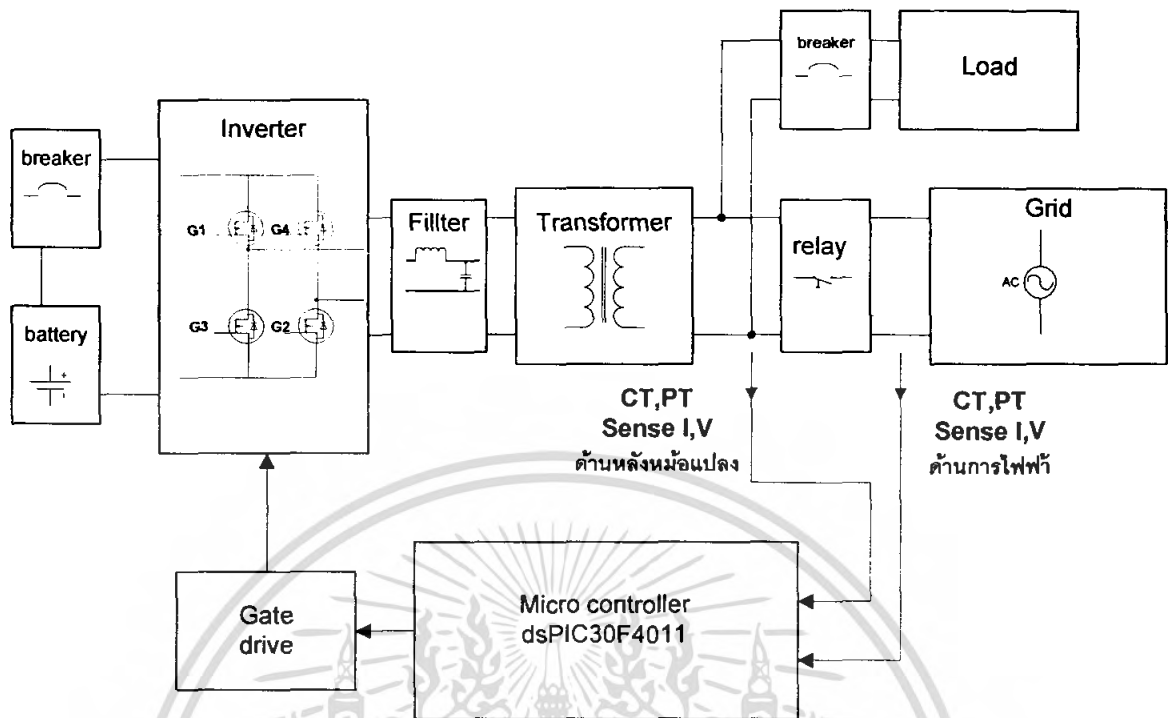 breaker
Load
Inverter
breaker
G1
G4
G3
G2
battery
+
-
Fillter
Transformer
relay
Grid
AC
CT,PT
Sense I,V
ด้านหลังหม้อแปลง
CT,PT
Sense I,V
ด้านการไฟฟ้า
Gate
drive
Micro controller
dsPIC30F4011